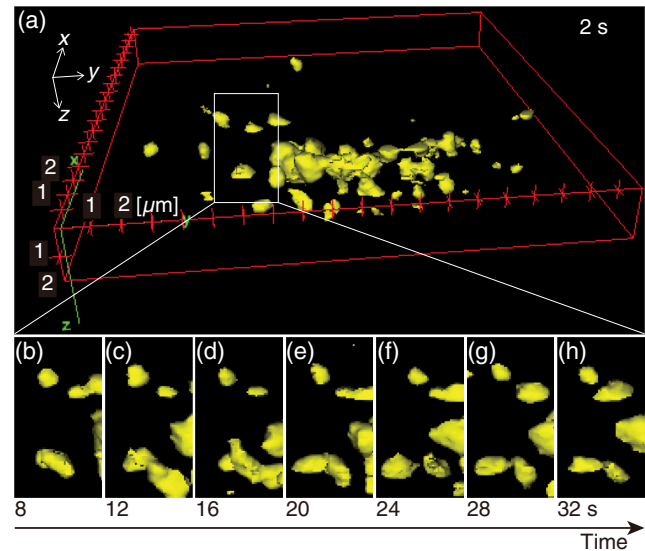 (a)
2 s
x
y
z
2
x
1
1
2 [μm]
y
1
2
z
(b)
(c)
(d)
(e)
(f)
(g)
(h)
8
12
16
20
24
28
32 s
Time